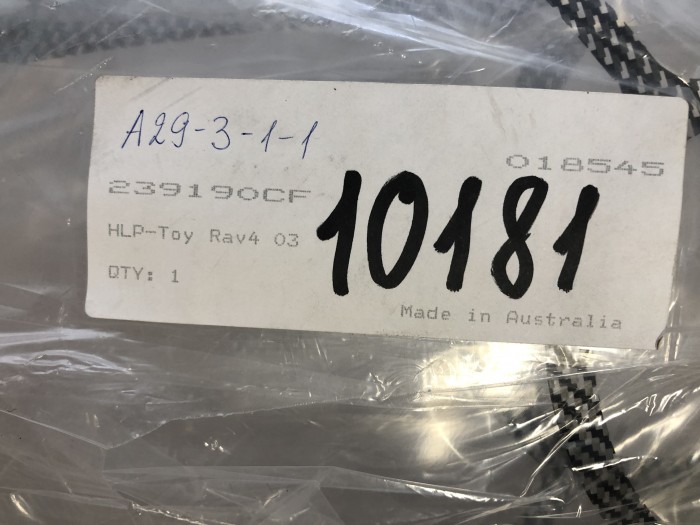 A29-3-1-1
018545
239190CF
10181
HLP-Toy Rav4 03
QTY: 1
Made in Australia